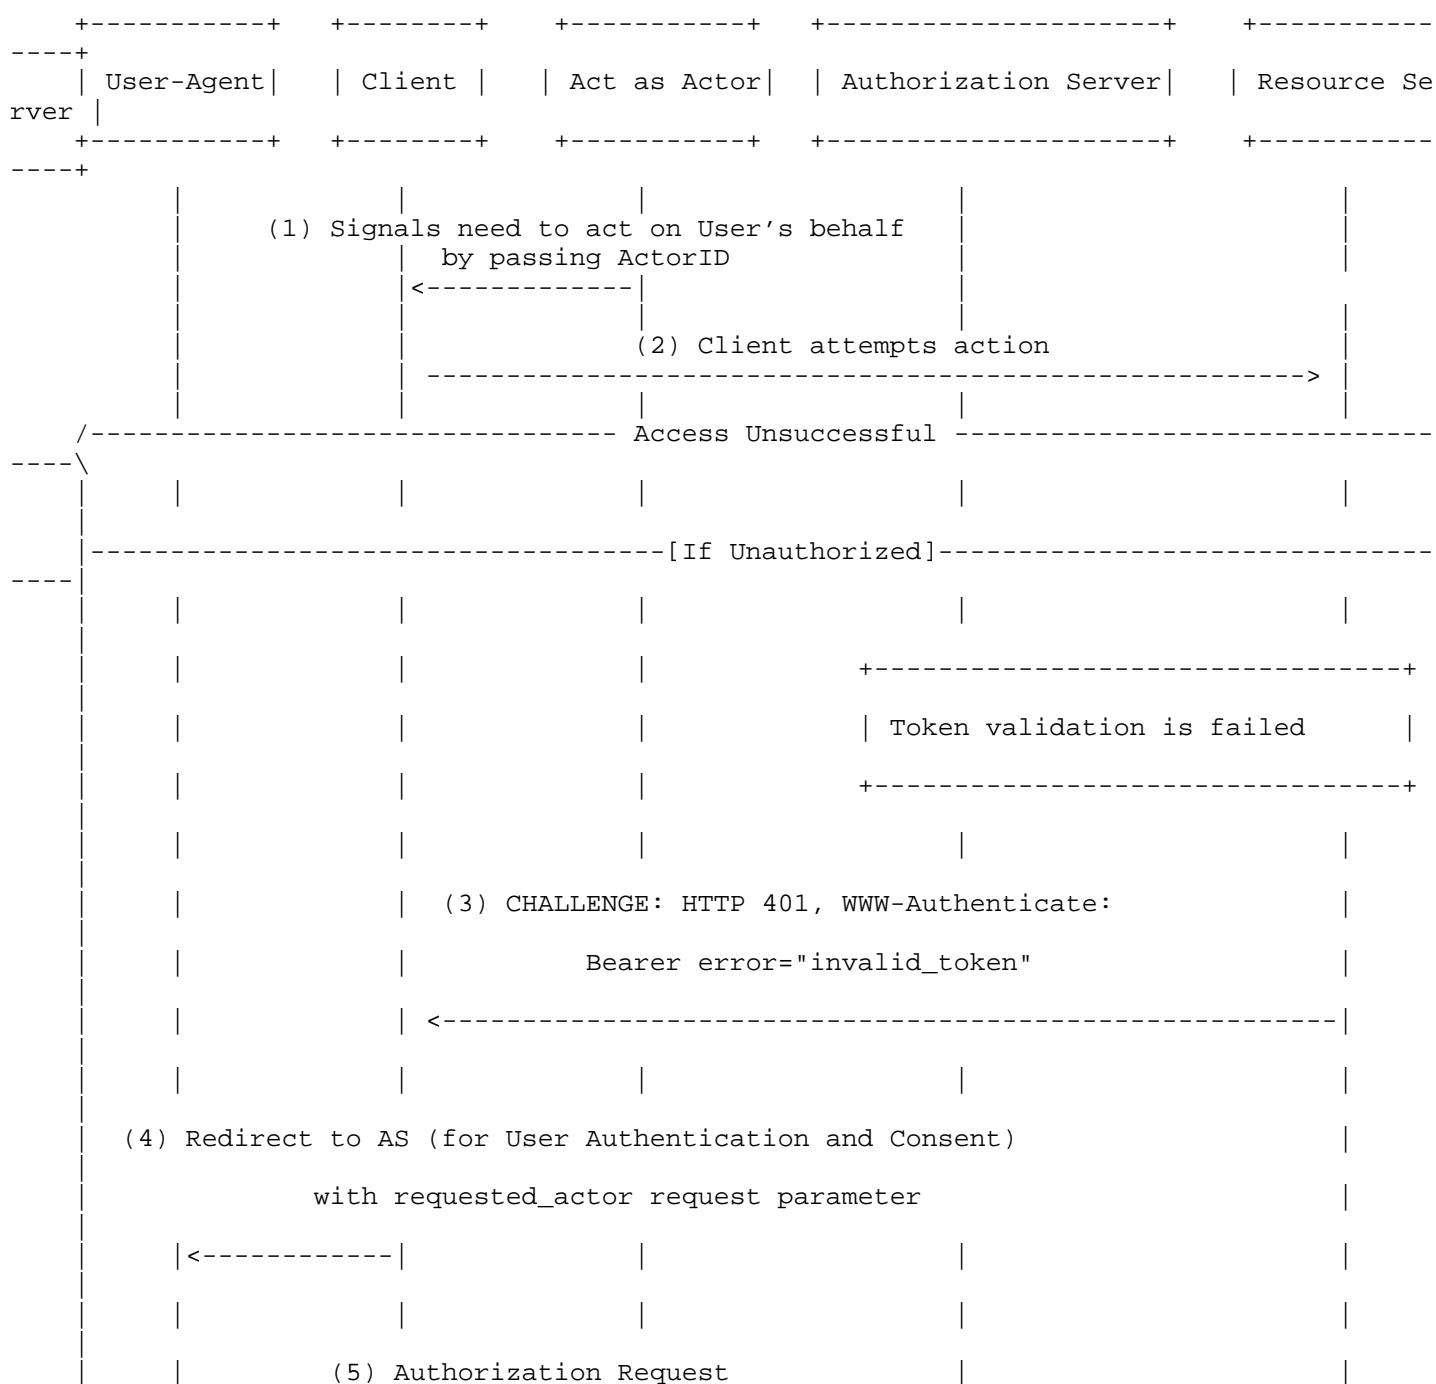 +-----------+   +--------+    +-----------+   +---------------------+    +-----------
----+
| User-Agent|   | Client |   | Act as Actor|  | Authorization Server|   | Resource Se
rver |
+-----------+   +--------+    +-----------+   +---------------------+    +-----------
----+
|             |              |                   |                       |
|     (1) Signals need to act on User's behalf   |                       |
|             |  by passing ActorID              |                       |
|             |<-------------|                   |
|             |              |                   |                       |
|             |              (2) Client attempts action                  |
|             | -------------------------------------------------------> |
|             |              |                   |                       |
/--------------------------------- Access Unsuccessful ------------------------------
----\
|     |             |              |                   |                       |
|
|------------------------------------[If Unauthorized]-------------------------------
----|
|     |             |              |                   |                       |
|
|     |             |              |             +---------------------------------+
|
|     |             |              |             | Token validation is failed      |
|
|     |             |              |             +---------------------------------+
|
|     |             |              |                   |                       |
|
|     |             |  (3) CHALLENGE: HTTP 401, WWW-Authenticate:              |
|
|     |             |           Bearer error="invalid_token"                   |
|
|     |             | <--------------------------------------------------------|
|
|     |             |              |                   |                       |
|
|  (4) Redirect to AS (for User Authentication and Consent)                    |
|
|              with requested_actor request parameter                          |
|
|     |<------------|              |                   |                       |
|
|     |             |              |                   |                       |
|
|     |         (5) Authorization Request              |                       |